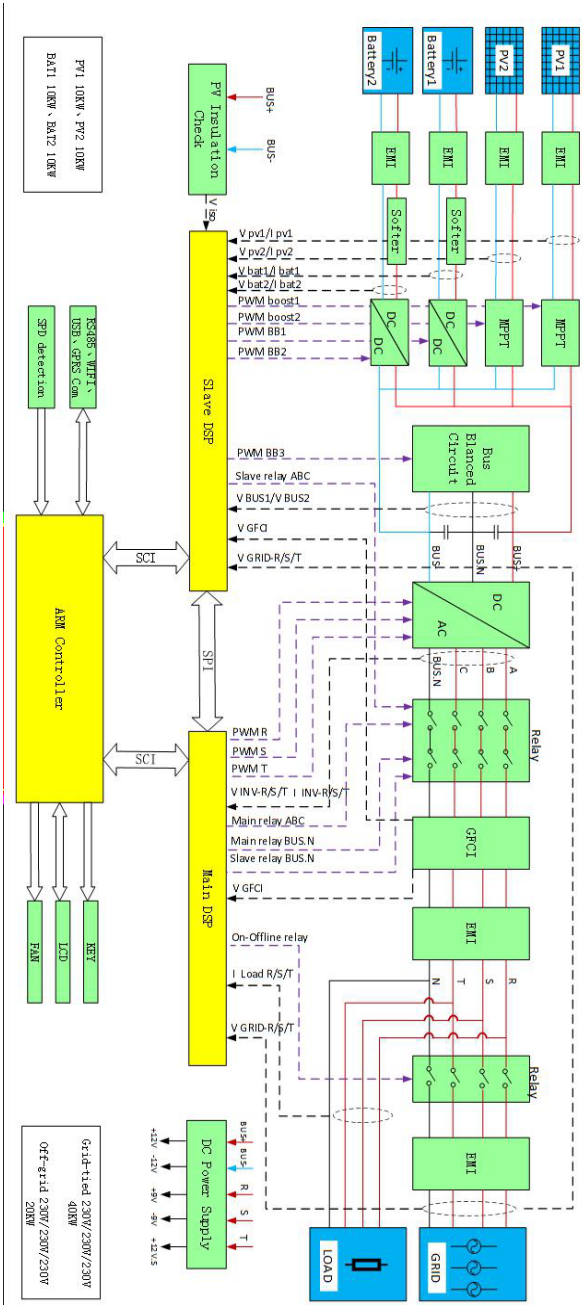 PV1
PV2
Battery1
Battery2
EMI
EMI
EMI
EMI
Softer
Softer
MPPT
MPPT
DC
DC
DC
DC
Bus
Blanced
Circuit
BUS+
BUS.N
BUS-
DC
AC
A
B
C
BUS.N
Relay
GFCI
EMI
R
S
T
N
Relay
EMI
GRID
LOAD
BUS+
BUS-
PV Insulation
Check
V iso
V pv1/I pv1
V pv2/I pv2
V bat1/I bat1
V bat2/I bat2
PWM boost1
PWM boost2
PWM BB1
PWM BB2
PWM BB3
Slave relay ABC
V BUS1/V BUS2
V GFCI
V GRID-R/S/T
Slave DSP
SPI
PWM R
PWM S
PWM T
V INV-R/S/T I INV-R/S/T
Main relay ABC
Main relay BUS.N
Slave relay BUS.N
V GFCI
On-Offline relay
I Load R/S/T
V GRID-R/S/T
Main DSP
BUS+
BUS-
R
S
T
DC Power Supply
+12V
-12V
+9V
-9V
+12V.S
PV1 10KW、PV2 10KW
BAT1 10KW、BAT2 10KW
RS485、WIFI、
USB、GPRS Com
SPD detection
SCI
SCI
ARM Controller
KEY
LCD
FAN
Grid-tied 230V/230V/230V
40KW
Off-grid 230V/230V/230V
20KW